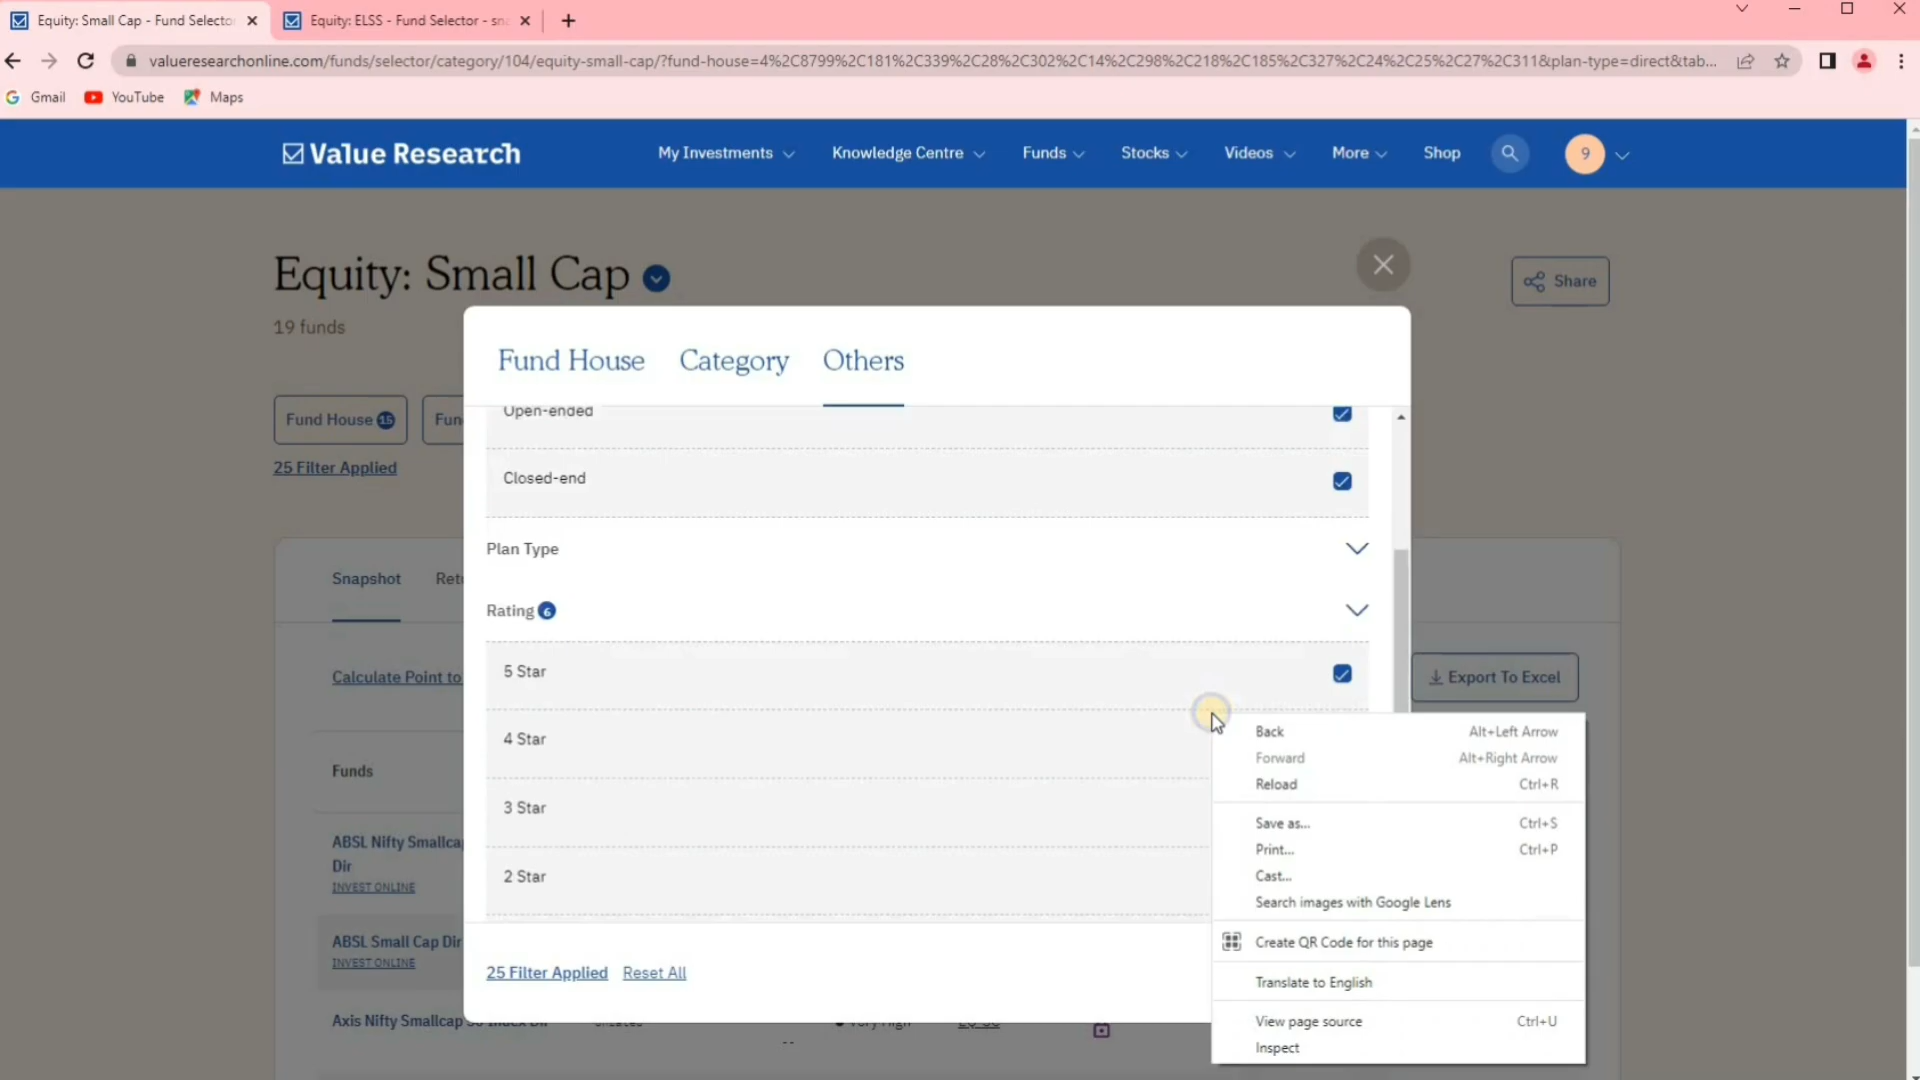 Equity: Small Cap - Fund Selecto
Equity: ELSS - Fund Selector - sn
valueresearchonline.com/funds/selector/category/104/equity-small-cap/?fund-house=4%2C8799%2C181%2C339%2C28%2C302%2C14%2C298%2C218%2C185%2C327%2C24%2C25%2C27%2C311&plan-type=direct&tab...
Gmail
YouTube
Maps
Value Research
My Investments
Knowledge Centre
Funds
Stocks
Videos
More
Shop
9
Equity: Small Cap
19 funds
Share
Fund House 15
Fun
25 Filter Applied
Fund House
Category
Others
Open-ended
Closed-end
Plan Type
Rating 6
5 Star
4 Star
3 Star
2 Star
25 Filter Applied
Reset All
Snapshot
Ret
Calculate Point to
Export To Excel
Funds
ABSL Nifty Smallca
Dir
INVEST ONLINE
ABSL Small Cap Dir
INVEST ONLINE
Axis Nifty Smallcap
Very High
--
Back Alt+Left Arrow
Forward Alt+Right Arrow
Reload Ctrl+R
Save as... Ctrl+S
Print... Ctrl+P
Cast...
Search images with Google Lens
Create QR Code for this page
Translate to English
View page source Ctrl+U
Inspect